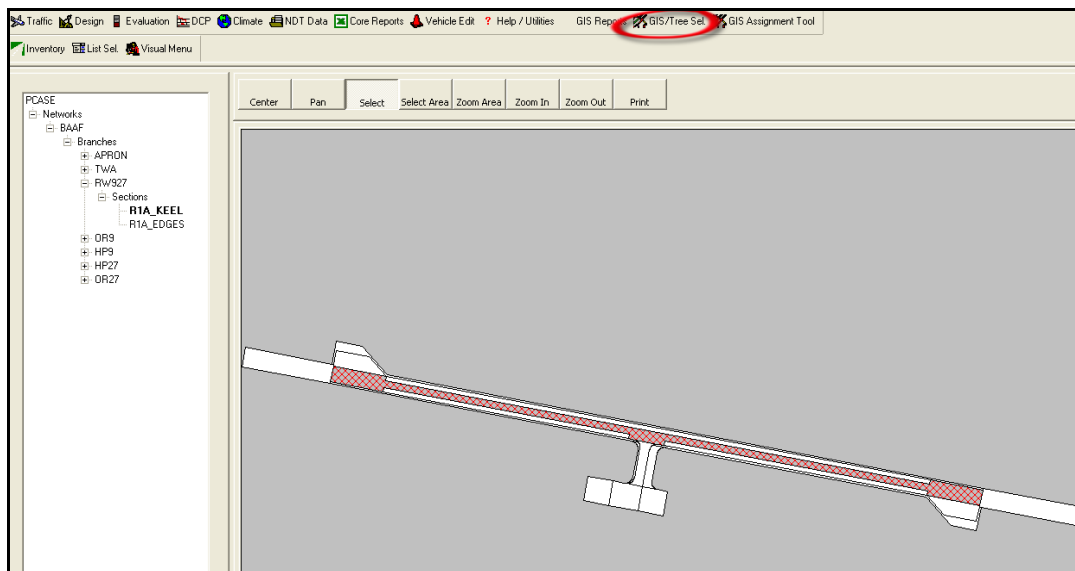 Traffic Design Evaluation DCP Climate NDT Data Core Reports Vehicle Edit ? Help / Utilities GIS Repo GIS/Tree Sel. GIS Assignment Tool
Inventory List Sel. Visual Menu
Center Pan Select Select Area Zoom Area Zoom In Zoom Out Print
PCASE
Networks
BAAF
Branches
APRON
TWA
RW927
Sections
R1A_KEEL
R1A_EDGES
OR9
HP9
HP27
OR27